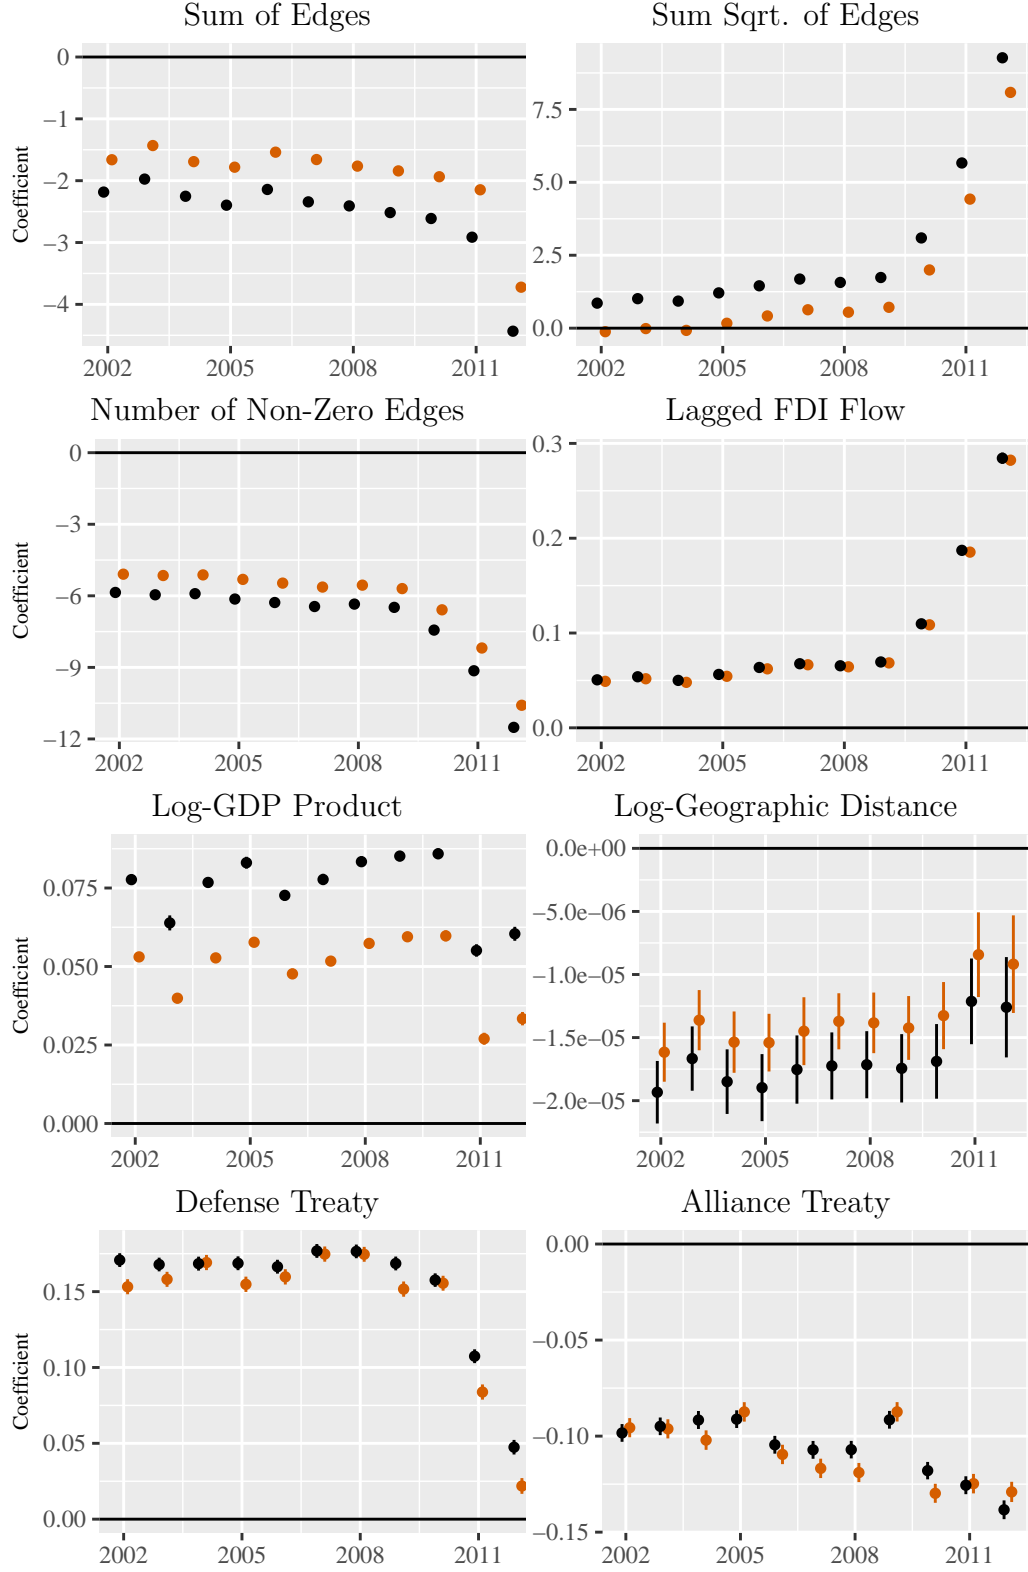 Sum of Edges
Sum Sqrt. of Edges
Coefficient
0
−1
−2
−3
−4
2002 2005 2008 2011
7.5
5.0
2.5
0.0
2002 2005 2008 2011
Number of Non-Zero Edges
Lagged FDI Flow
Coefficient
0
−3
−6
−9
−12
2002 2005 2008 2011
0.3
0.2
0.1
0.0
2002 2005 2008 2011
Log-GDP Product
Log-Geographic Distance
Coefficient
0.075
0.050
0.025
0.000
2002 2005 2008 2011
0.0e+00
−5.0e−06
−1.0e−05
−1.5e−05
−2.0e−05
2002 2005 2008 2011
Defense Treaty
Alliance Treaty
Coefficient
0.15
0.10
0.05
0.00
2002 2005 2008 2011
0.00
−0.05
−0.10
−0.15
2002 2005 2008 2011